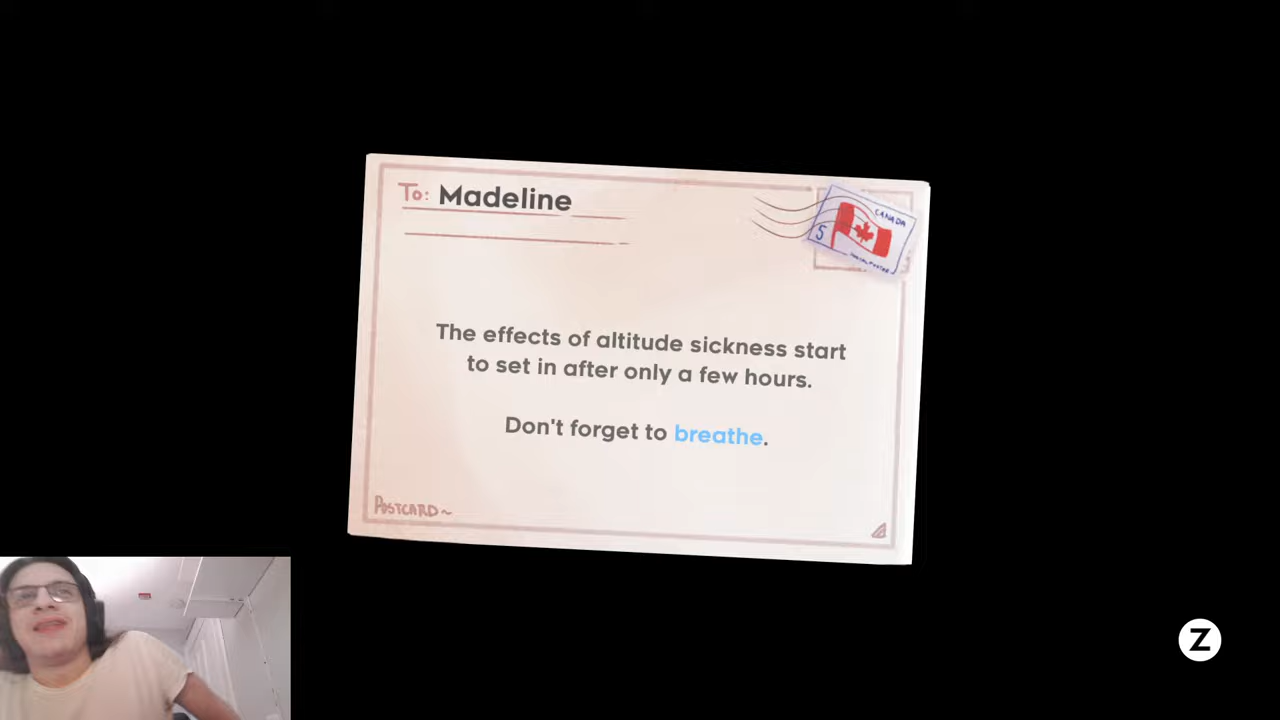 To: Madeline
CANADA
5
The effects of altitude sickness start
to set in after only a few hours.
Don't forget to breathe.
POSTCARD~
Z